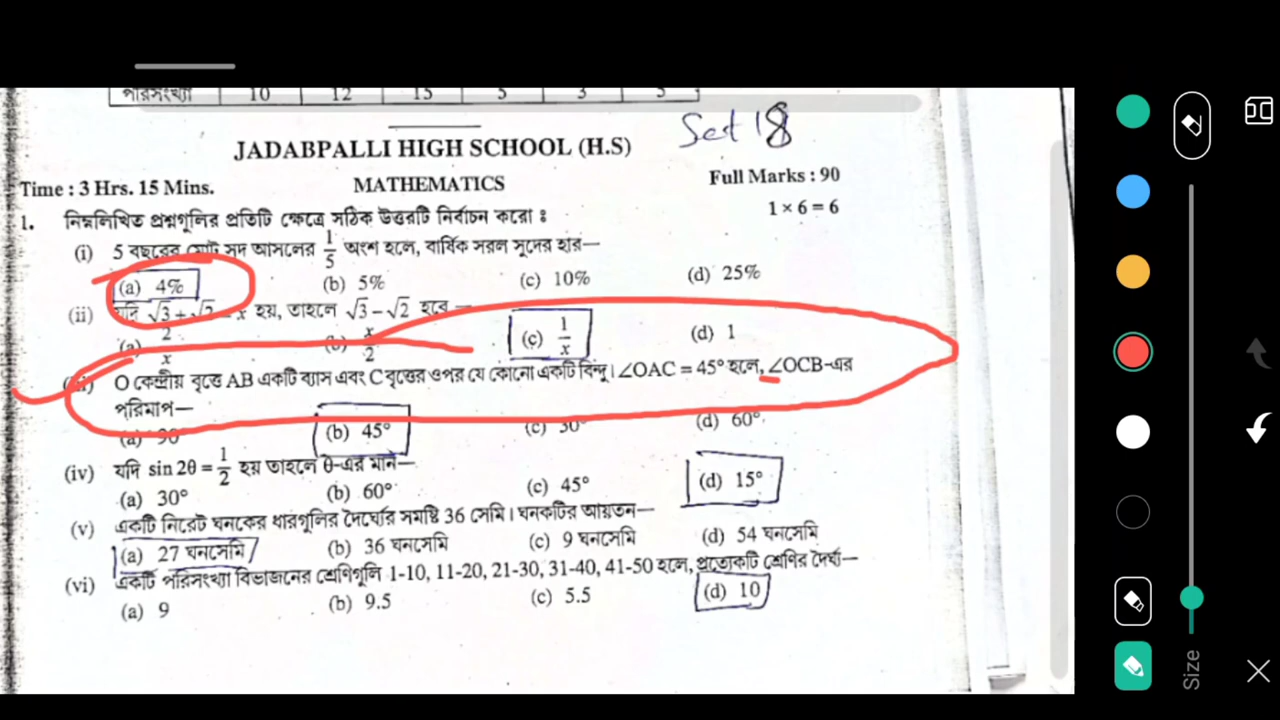 পরিসংখ্যা 10 12 15 5 3 5
Set 18
JADABPALLI HIGH SCHOOL (H.S)
Time : 3 Hrs. 15 Mins. MATHEMATICS Full Marks : 90
1. নিম্নলিখিত প্রশ্নগুলির প্রতিটি ক্ষেত্রে সঠিক উত্তরটি নির্বাচন করো ঃ 1 × 6 = 6
(i) 5 বছরের মোট সুদ আসলের 1/5 অংশ হলে, বার্ষিক সরল সুদের হার—
(a) 4% (b) 5% (c) 10% (d) 25%
(ii) যদি √3 + √2 = x হয়, তাহলে √3 – √2 হবে —
(a) 2/x (b) x/2 (c) 1/x (d) 1
(iii) O কেন্দ্রীয় বৃত্তে AB একটি ব্যাস এবং C বৃত্তের ওপর যে কোনো একটি বিন্দু। ∠OAC = 45° হলে, ∠OCB-এর
পরিমাপ—
(a) 90° (b) 45° (c) 30° (d) 60°
(iv) যদি sin 2θ = 1/2 হয় তাহলে θ-এর মান—
(a) 30° (b) 60° (c) 45° (d) 15°
(v) একটি নিরেট ঘনকের ধারগুলির দৈর্ঘ্যের সমষ্টি 36 সেমি। ঘনকটির আয়তন—
(a) 27 ঘনসেমি (b) 36 ঘনসেমি (c) 9 ঘনসেমি (d) 54 ঘনসেমি
(vi) একটি পরিসংখ্যা বিভাজনের শ্রেণিগুলি 1-10, 11-20, 21-30, 31-40, 41-50 হলে, প্রত্যেকটি শ্রেণির দৈর্ঘ্য—
(a) 9 (b) 9.5 (c) 5.5 (d) 10
Size